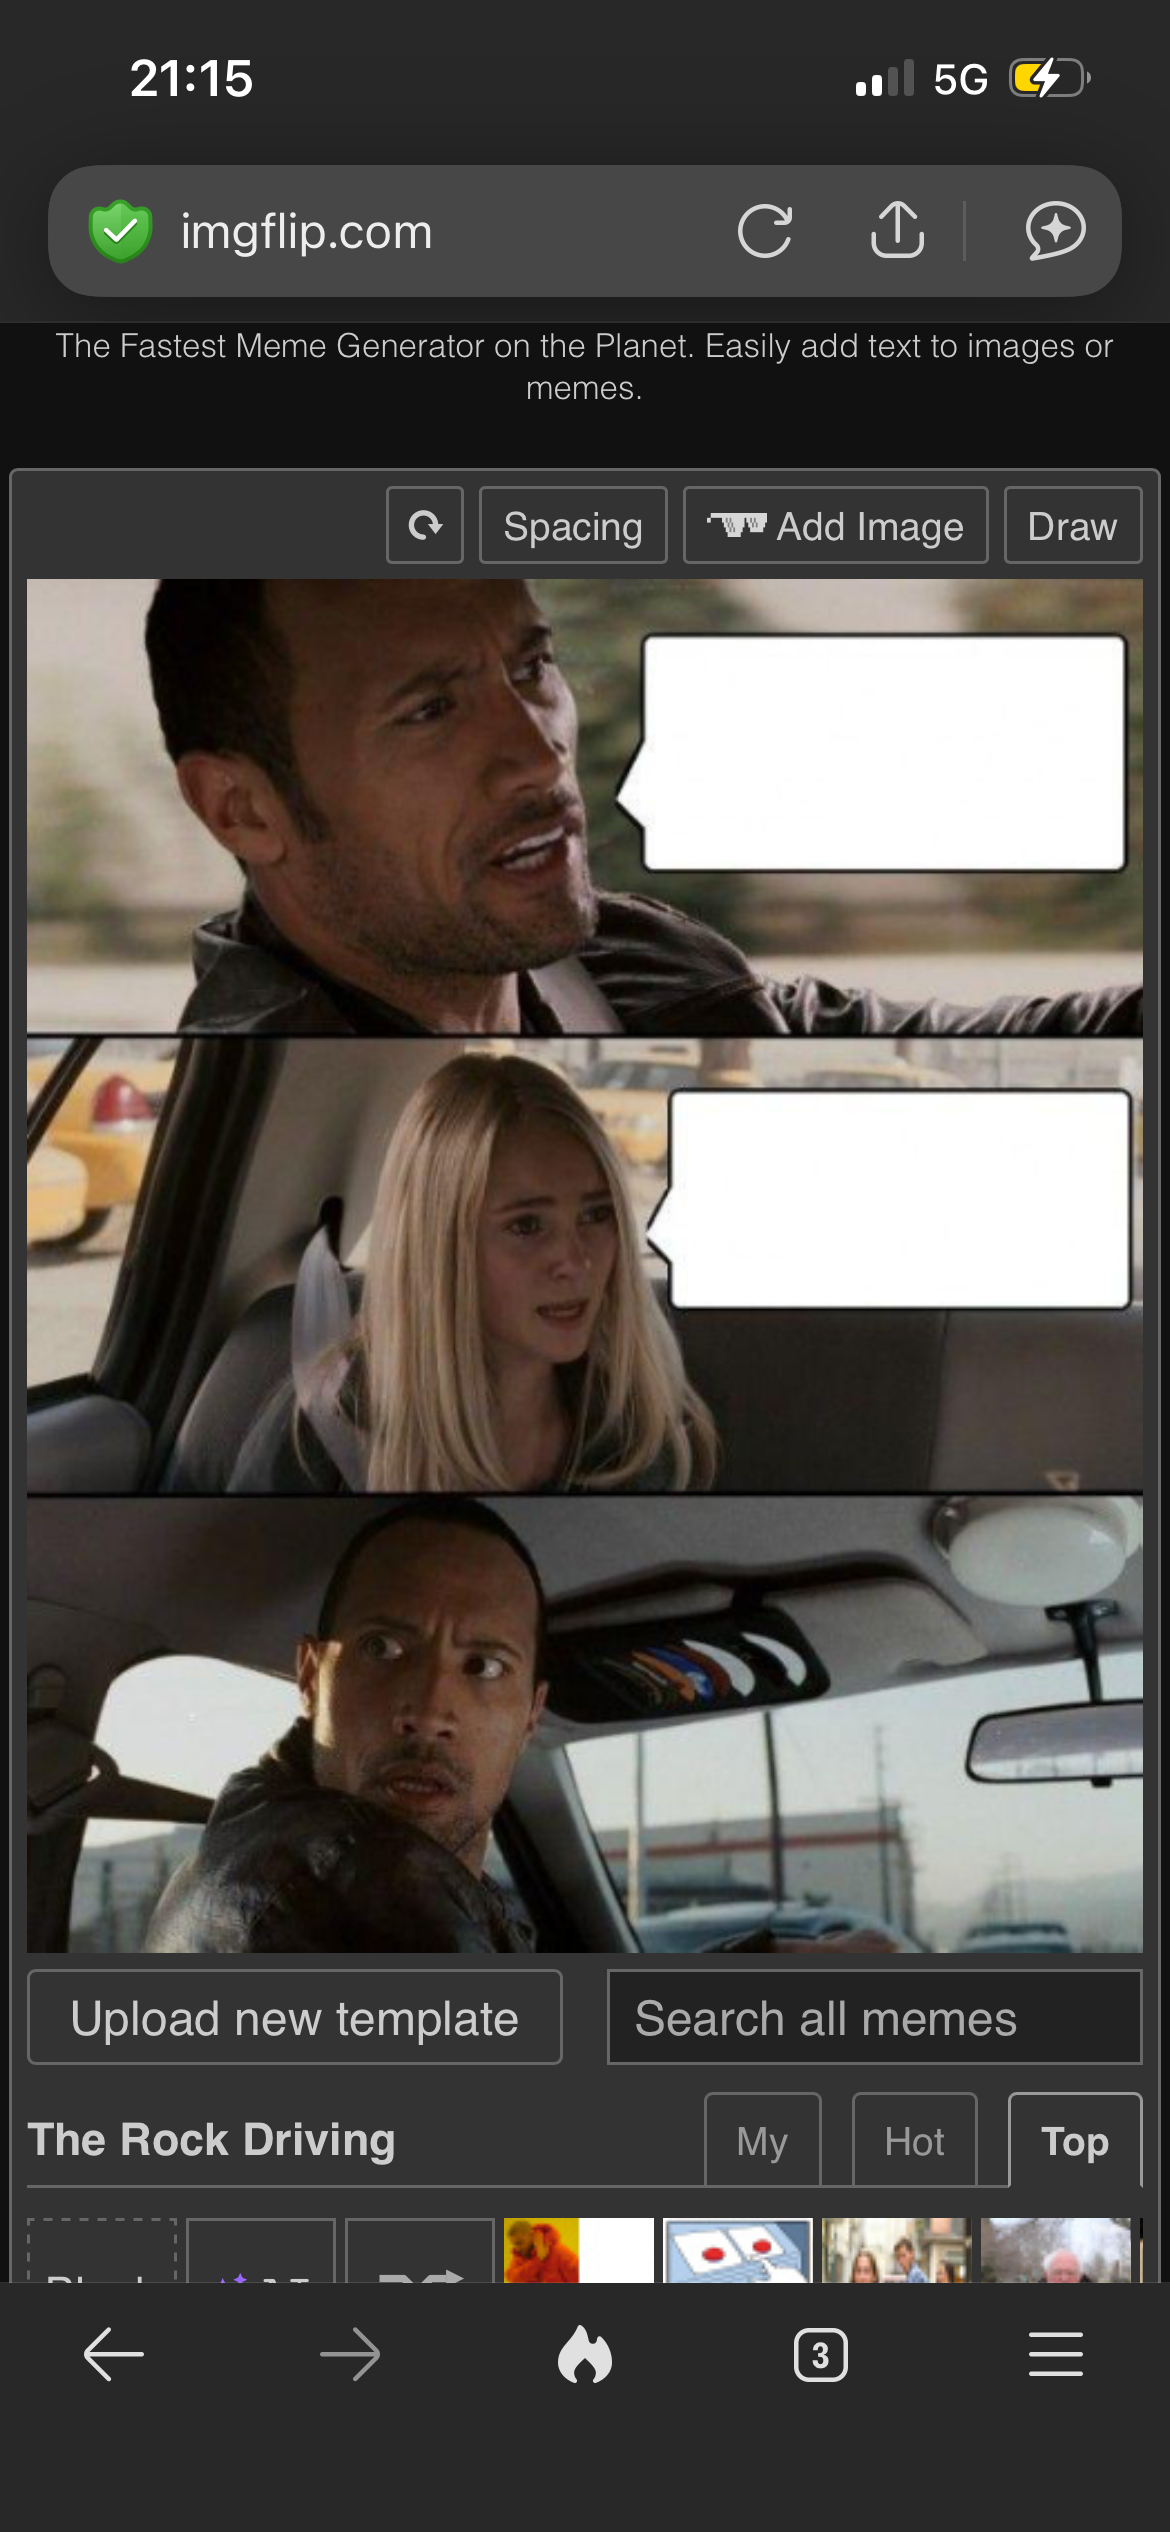 21:15
5G
imgflip.com
The Fastest Meme Generator on the Planet. Easily add text to images or
memes.
Spacing
Add Image
Draw
Upload new template
Search all memes
The Rock Driving
My
Hot
Top
3